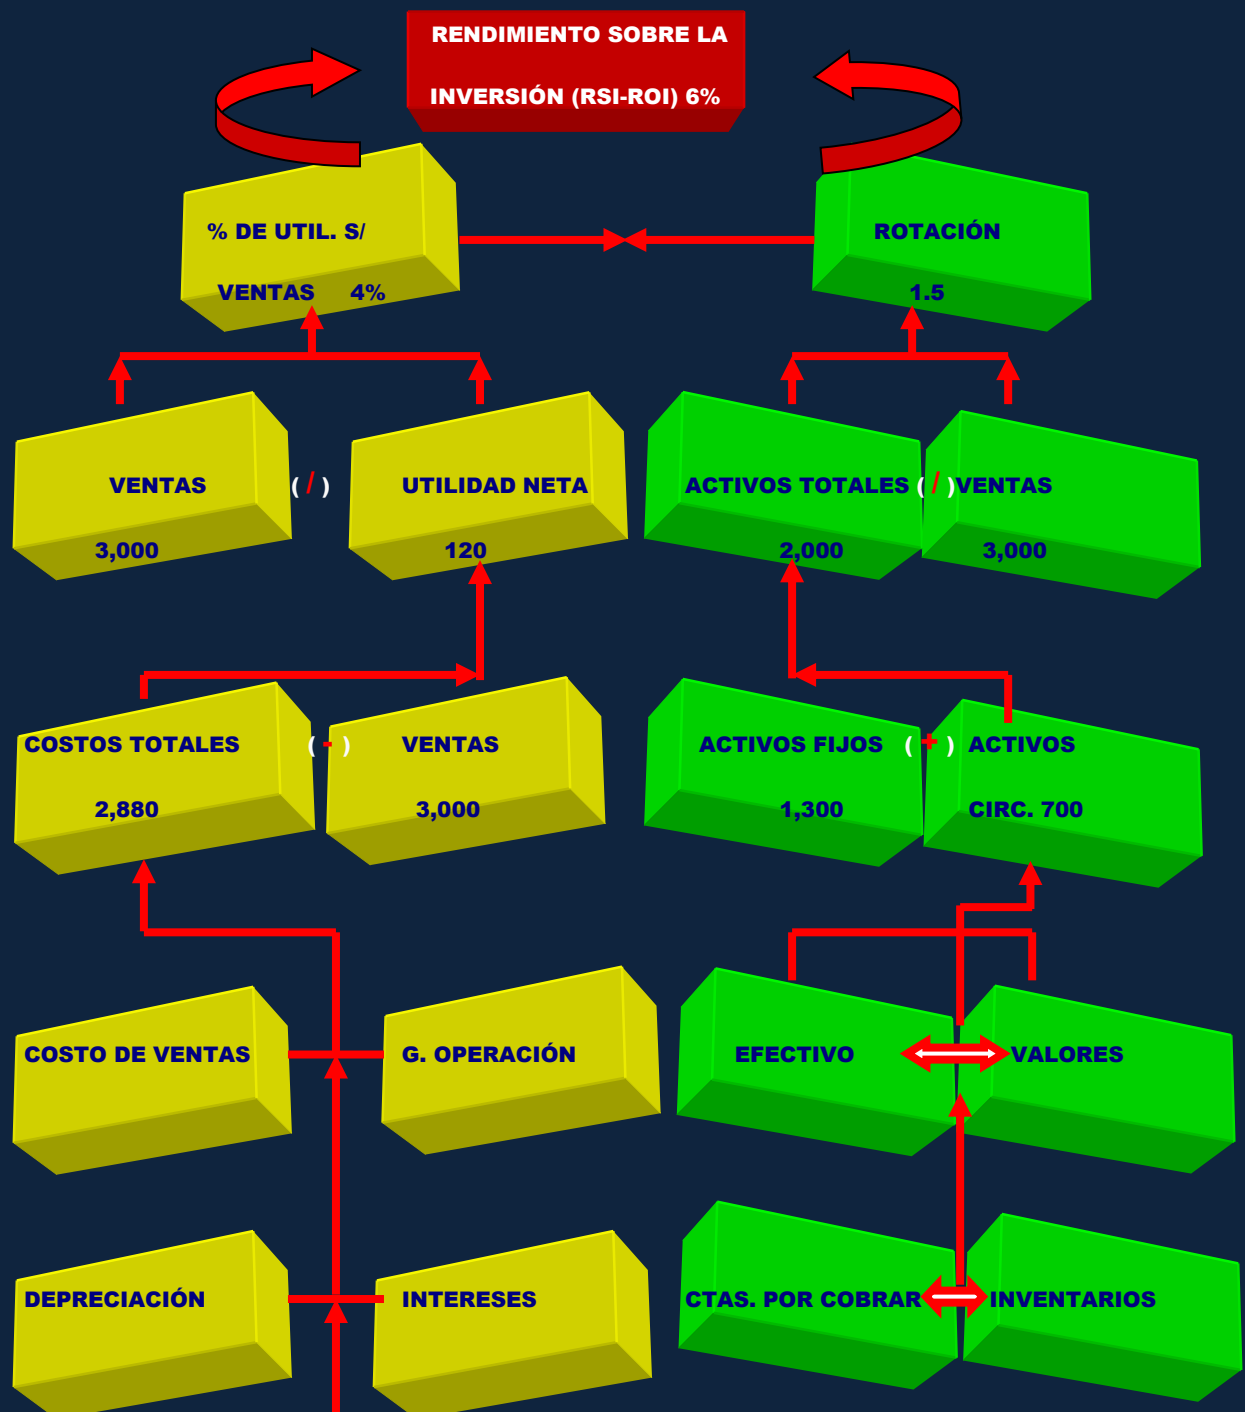 RENDIMIENTO SOBRE LA
INVERSIÓN (RSI-ROI) 6%
% DE UTIL. S/
VENTAS 4%
ROTACIÓN
1.5
VENTAS ( / ) UTILIDAD NETA
3,000 120
ACTIVOS TOTALES ( / ) VENTAS
2,000 3,000
COSTOS TOTALES ( - ) VENTAS
2,880 3,000
ACTIVOS FIJOS ( + ) ACTIVOS
1,300 CIRC. 700
COSTO DE VENTAS G. OPERACIÓN
EFECTIVO VALORES
DEPRECIACIÓN INTERESES
CTAS. POR COBRAR INVENTARIOS